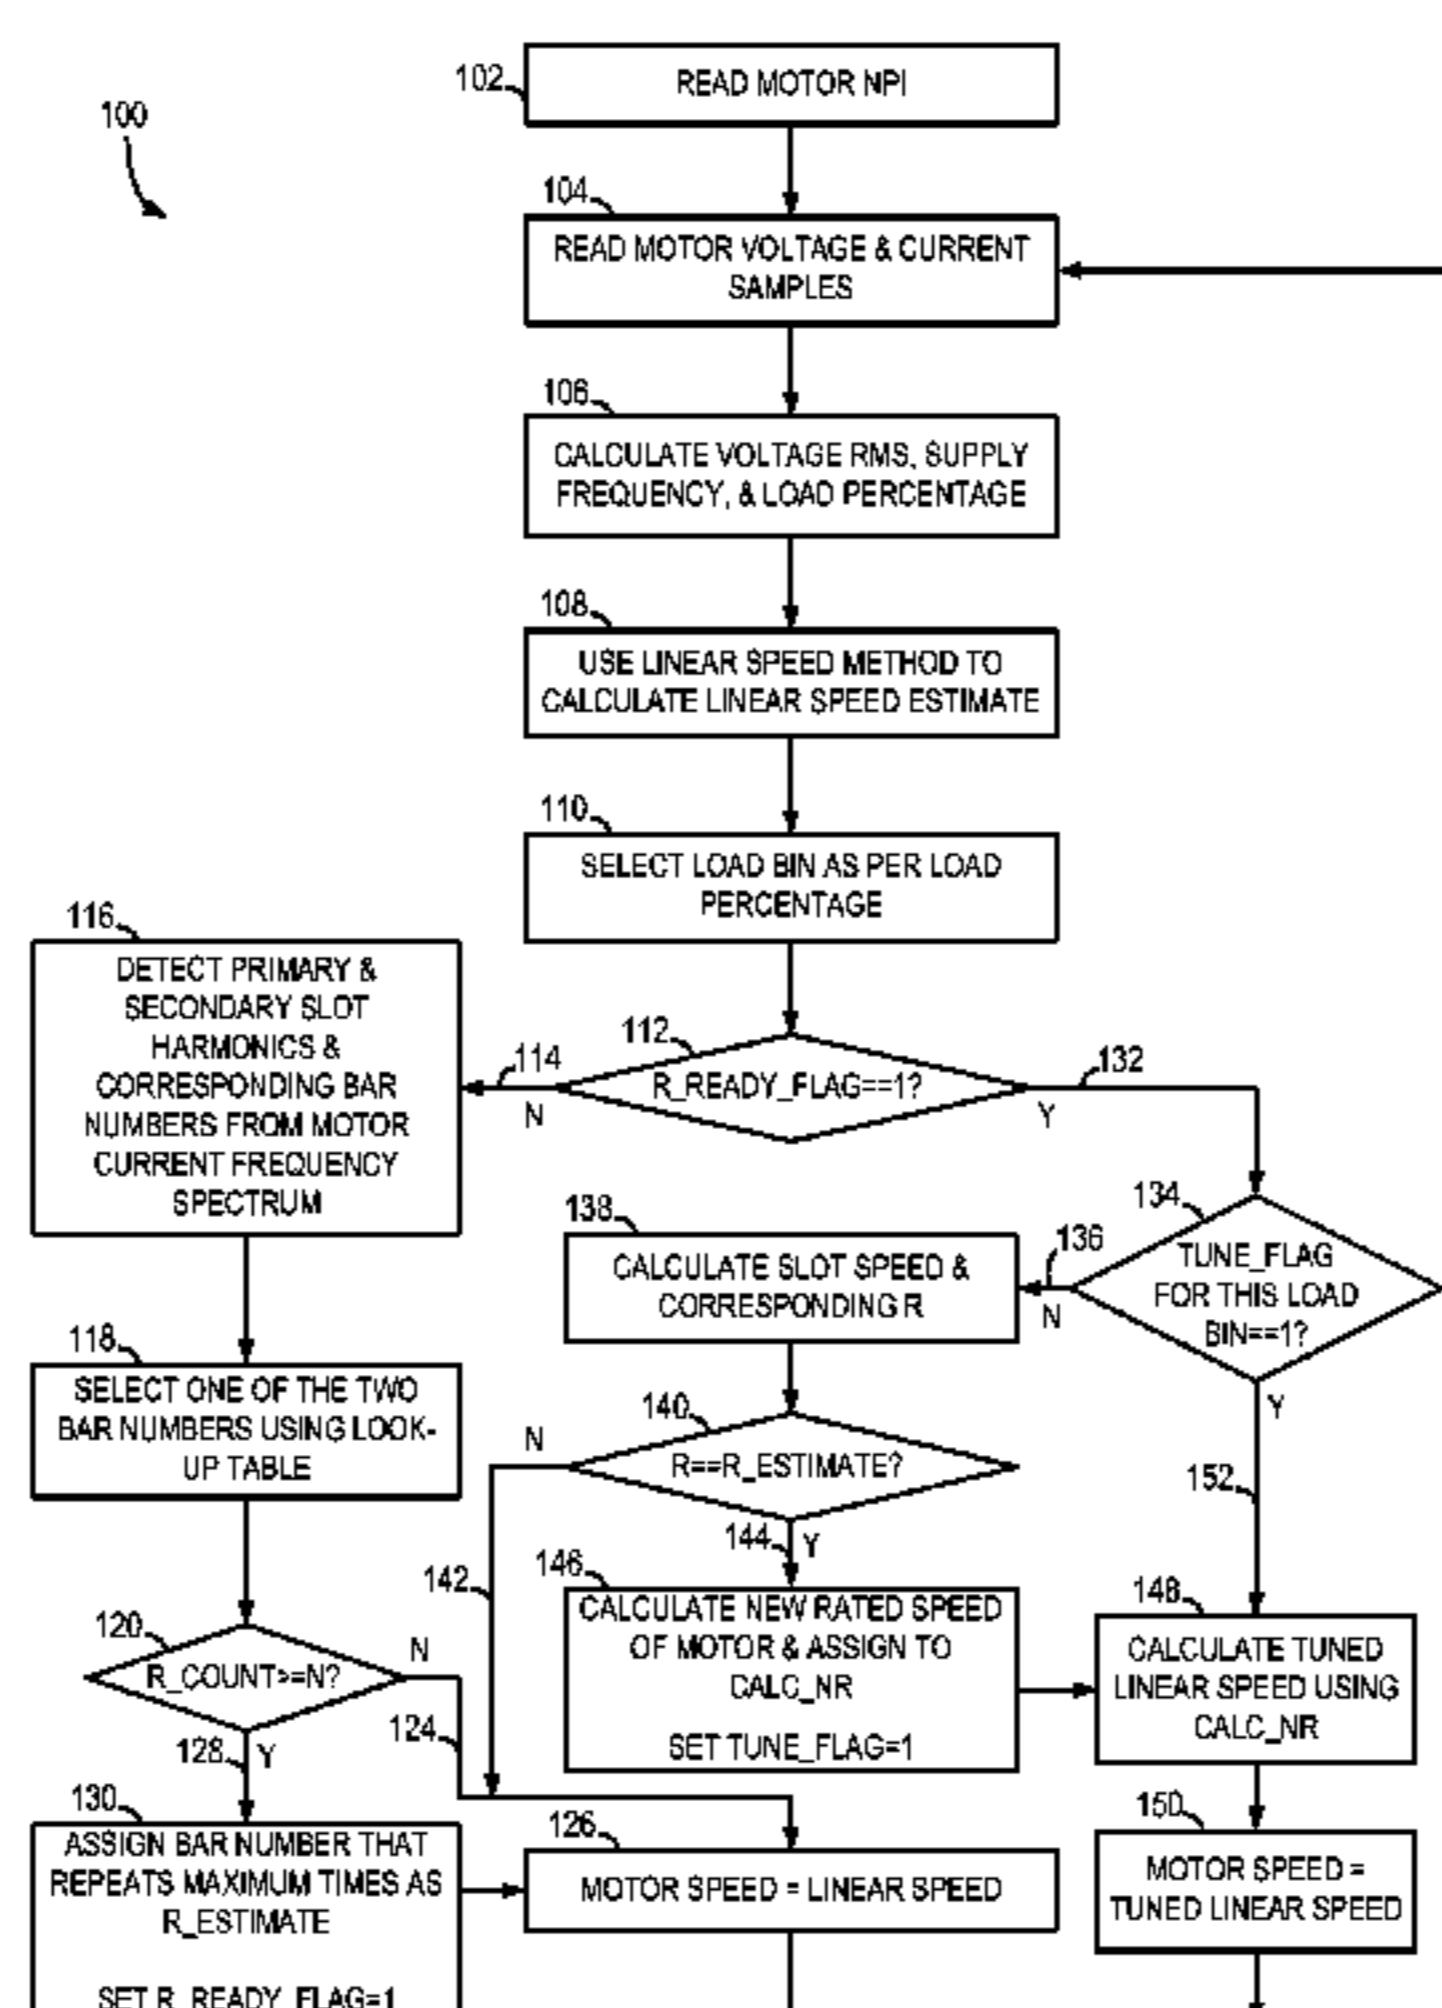 100
102
READ MOTOR NPI
104
READ MOTOR VOLTAGE & CURRENT
SAMPLES
106
CALCULATE VOLTAGE RMS, SUPPLY
FREQUENCY, & LOAD PERCENTAGE
108
USE LINEAR SPEED METHOD TO
CALCULATE LINEAR SPEED ESTIMATE
110
SELECT LOAD BIN AS PER LOAD
PERCENTAGE
112
R_READY_FLAG==1?
114
N
132
Y
116
DETECT PRIMARY &
SECONDARY SLOT
HARMONICS &
CORRESPONDING BAR
NUMBERS FROM MOTOR
CURRENT FREQUENCY
SPECTRUM
118
SELECT ONE OF THE TWO
BAR NUMBERS USING LOOK-
UP TABLE
120
R_COUNT>=N?
N
124
128
Y
130
ASSIGN BAR NUMBER THAT
REPEATS MAXIMUM TIMES AS
R_ESTIMATE
SET R_READY_FLAG=1
134
TUNE_FLAG
FOR THIS LOAD
BIN==1?
136
N
Y
152
138
CALCULATE SLOT SPEED &
CORRESPONDING R
140
R==R_ESTIMATE?
N
142
144
Y
146
CALCULATE NEW RATED SPEED
OF MOTOR & ASSIGN TO
CALC_NR
SET TUNE_FLAG=1
148
CALCULATE TUNED
LINEAR SPEED USING
CALC_NR
126
MOTOR SPEED = LINEAR SPEED
150
MOTOR SPEED =
TUNED LINEAR SPEED